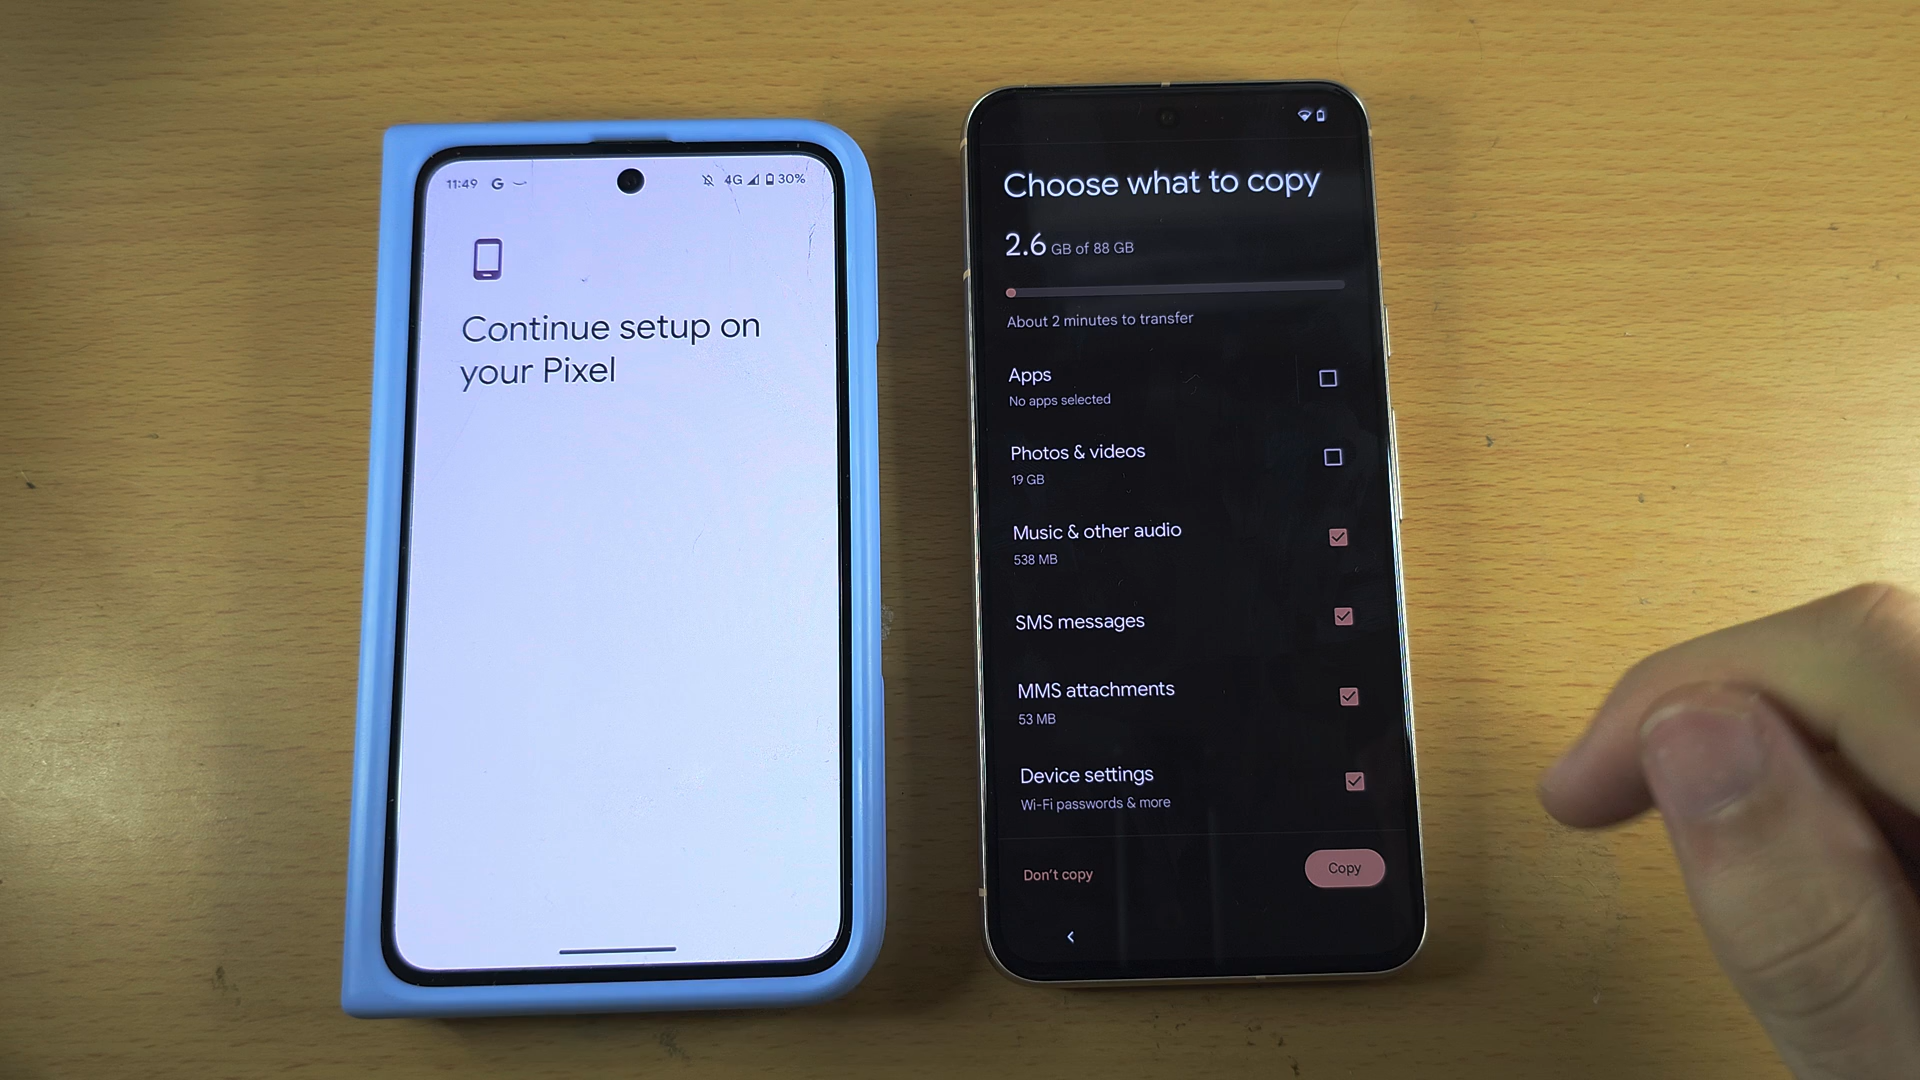 11:49 G 4G 30%
Continue setup on
your Pixel
Choose what to copy
2.6 GB of 88 GB
About 2 minutes to transfer
Apps
No apps selected
Photos & videos
19 GB
Music & other audio
538 MB
SMS messages
MMS attachments
53 MB
Device settings
Wi-Fi passwords & more
Don't copy
Copy